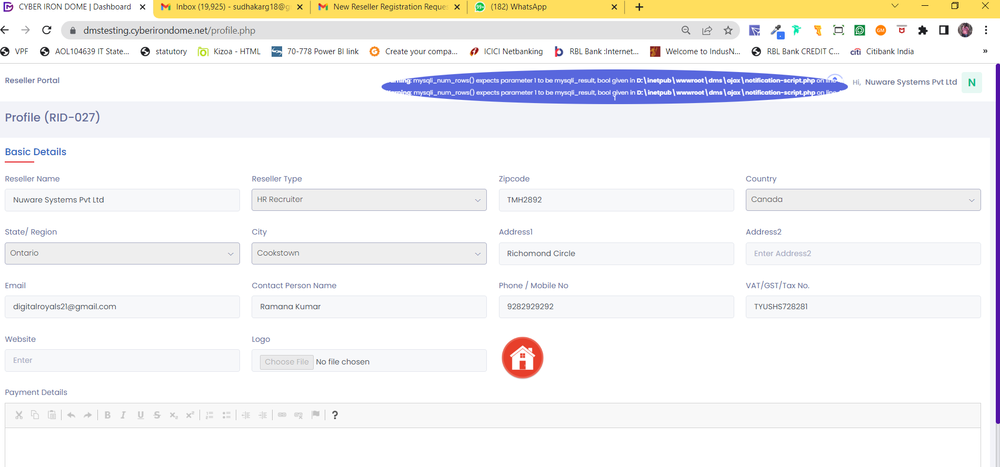 CYBER IRON DOME | Dashboard
Inbox (19,925) - sudhakarg18@g
New Reseller Registration Reques
99+
(182) WhatsApp
dmstesting.cyberirondome.net/profile.php
GM
VPF
AOL104639 IT State...
statutory
Kizoa - HTML
70-778 Power BI link
Create your compa...
ICICI Netbanking
RBL Bank :Internet...
Welcome to IndusN...
RBL Bank CREDIT C...
citi
Citibank India
»
Reseller Portal
: mysqli_num_rows() expects parameter 1 to be mysqli_result, bool given in D:\inetpub\wwwroot\dms\ajax\notification-script.php on line
Warning: mysqli_num_rows() expects parameter 1 to be mysqli_result, bool given in D:\inetpub\wwwroot\dms\ajax\notification-script.php on line
Hi, Nuware Systems Pvt Ltd
N
Profile (RID-027)
Basic Details
Reseller Name
Reseller Type
Zipcode
Country
Nuware Systems Pvt Ltd
HR Recruiter
TMH2892
Canada
State/ Region
City
Address1
Address2
Ontario
Cookstown
Richomond Circle
Enter Address2
Email
Contact Person Name
Phone / Mobile No
VAT/GST/Tax No.
digitalroyals21@gmail.com
Ramana Kumar
9282929292
TYUSHS728281
Website
Logo
Enter
Choose File No file chosen
Payment Details
B I U S x₂ x² ?